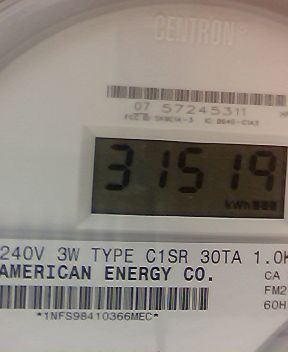 CENTRON®
07 57245311
31519
kWh
240V 3W TYPE C1SR 30TA 1.0K
AMERICAN ENERGY CO.
CA
FM2
60H
*1NFS98410366MEC*